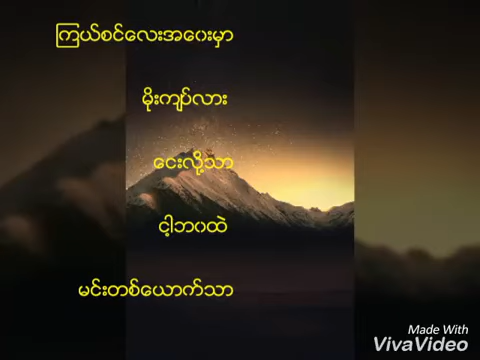 ကြယ်စင်လေးအဝေးမှာ
မိုးကျပ်လား
ငေးလို့သာ
ငါ့ဘဝထဲ
မင်းတစ်ယောက်သာ
Made With
VivaVideo